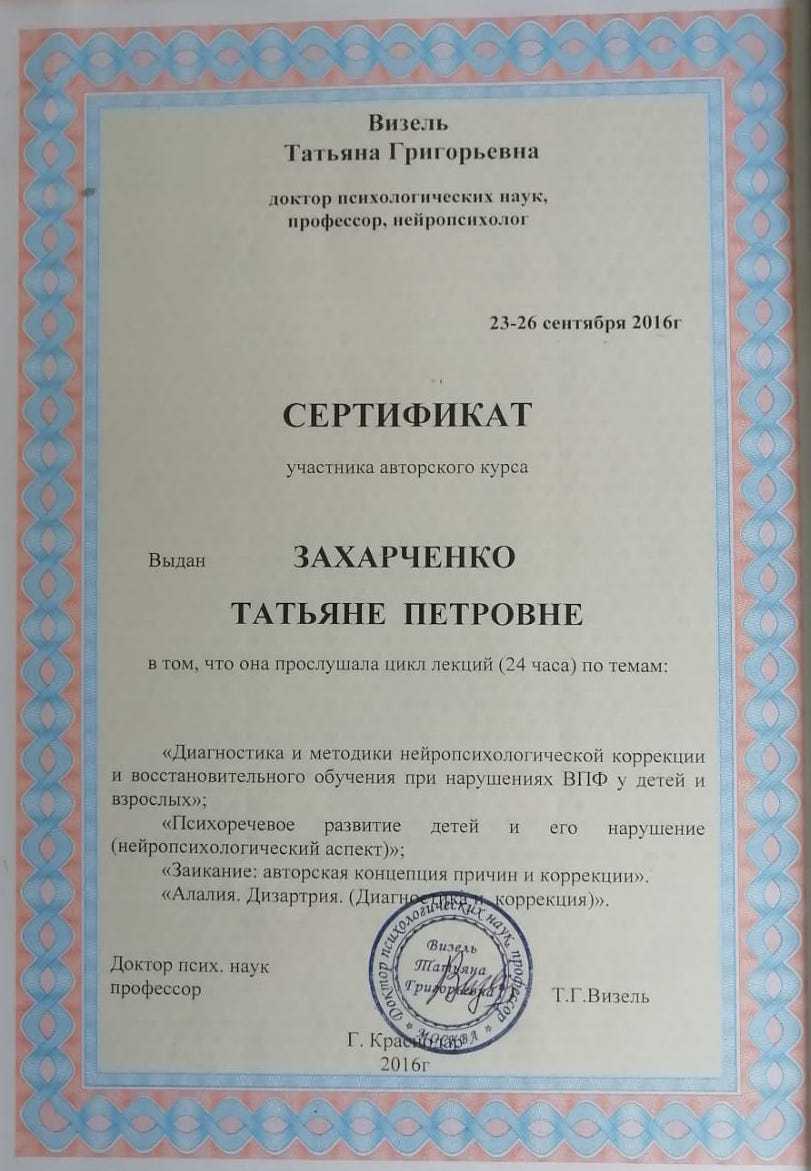 Визель
Татьяна Григорьевна
доктор психологических наук,
профессор, нейропсихолог
23-26 сентября 2016г
СЕРТИФИКАТ
участника авторского курса
Выдан ЗАХАРЧЕНКО
ТАТЬЯНЕ ПЕТРОВНЕ
в том, что она прослушала цикл лекций (24 часа) по темам:
«Диагностика и методики нейропсихологической коррекции
и восстановительного обучения при нарушениях ВПФ у детей и
взрослых»;
«Психоречевое развитие детей и его нарушение
(нейропсихологический аспект)»;
«Заикание: авторская концепция причин и коррекции».
«Алалия. Дизартрия. (Диагностика и коррекция)».
Доктор псих. наук
профессор
Доктор психологических наук, профессор
Визель
Татьяна
Григорьевна
МОСКВА
Т.Г.Визель
Г. Краснодар
2016г